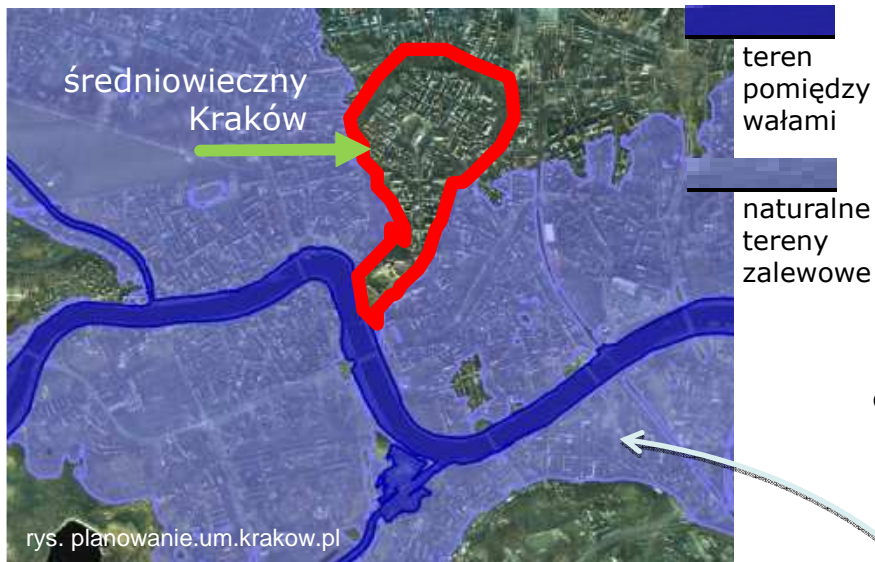 średniowieczny
Kraków
teren
pomiędzy
wałami
naturalne
tereny
zalewowe
rys. planowanie.um.krakow.pl